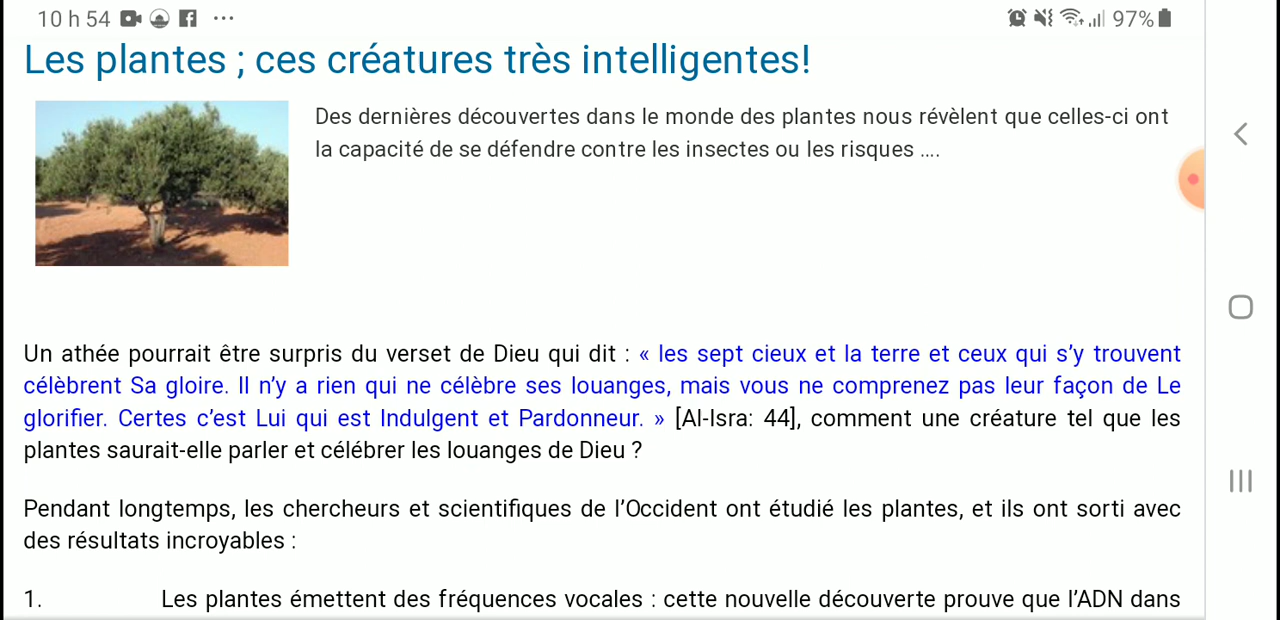 10 h 54 ··· 97%
Les plantes ; ces créatures très intelligentes!
Des dernières découvertes dans le monde des plantes nous révèlent que celles-ci ont
la capacité de se défendre contre les insectes ou les risques ....
Un athée pourrait être surpris du verset de Dieu qui dit : « les sept cieux et la terre et ceux qui s’y trouvent
célèbrent Sa gloire. Il n’y a rien qui ne célèbre ses louanges, mais vous ne comprenez pas leur façon de Le
glorifier. Certes c’est Lui qui est Indulgent et Pardonneur. » [Al-Isra: 44], comment une créature tel que les
plantes saurait-elle parler et célébrer les louanges de Dieu ?
Pendant longtemps, les chercheurs et scientifiques de l’Occident ont étudié les plantes, et ils ont sorti avec
des résultats incroyables :
1. Les plantes émettent des fréquences vocales : cette nouvelle découverte prouve que l’ADN dans